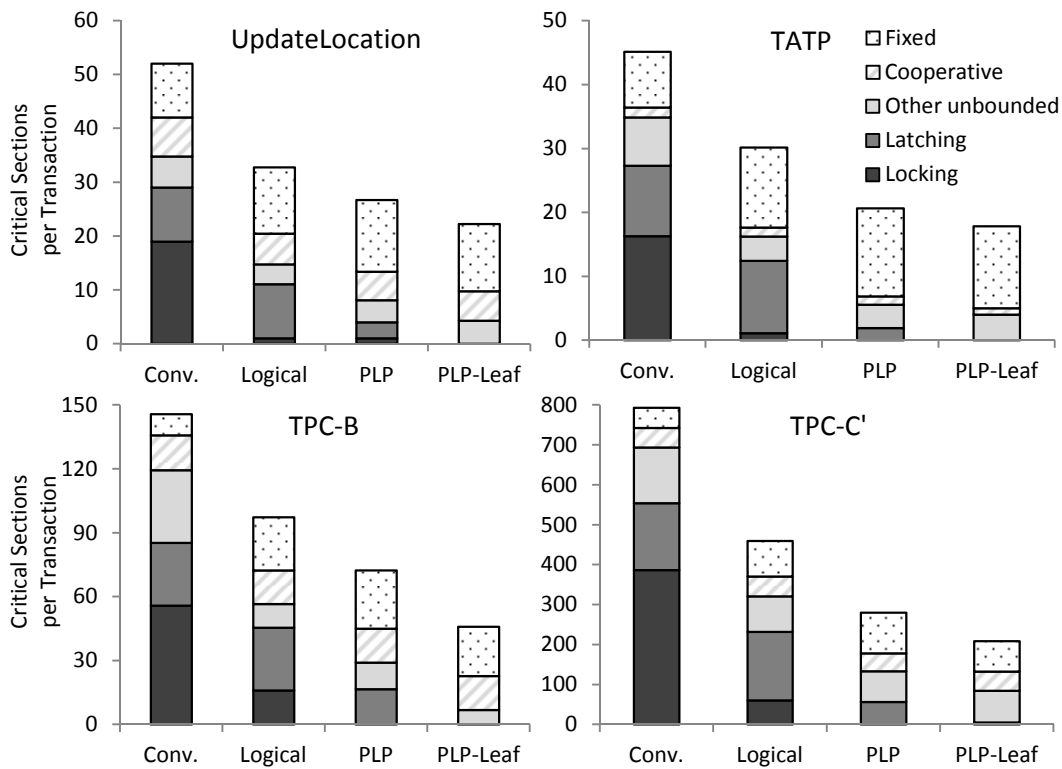 UpdateLocation
Critical Sections
per Transaction
60
50
40
30
20
10
0
Conv.
Logical
PLP
PLP-Leaf
TATP
50
40
30
20
10
0
Fixed
Cooperative
Other unbounded
Latching
Locking
Conv.
Logical
PLP
PLP-Leaf
TPC-B
Critical Sections
per Transaction
150
120
90
60
30
0
Conv.
Logical
PLP
PLP-Leaf
TPC-C'
800
700
600
500
400
300
200
100
0
Conv.
Logical
PLP
PLP-Leaf